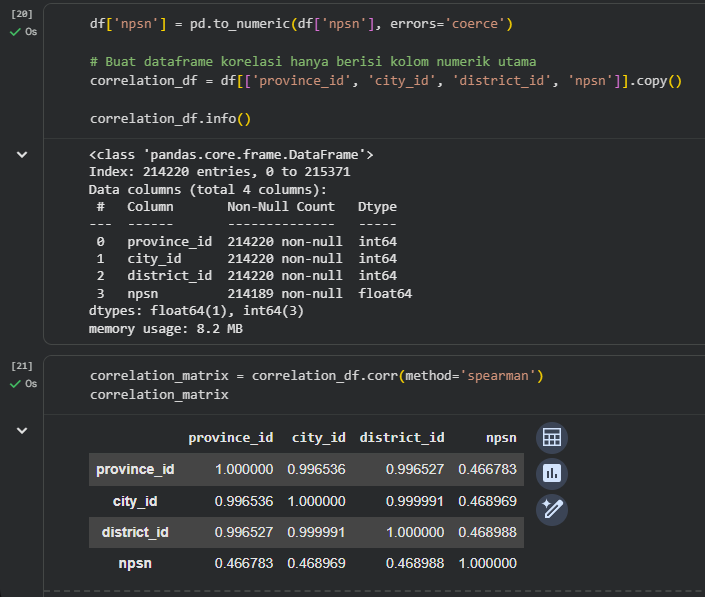 [20]
0s
df['npsn'] = pd.to_numeric(df['npsn'], errors='coerce')
# Buat dataframe korelasi hanya berisi kolom numerik utama
correlation_df = df[['province_id', 'city_id', 'district_id', 'npsn']].copy()
correlation_df.info()
<class 'pandas.core.frame.DataFrame'>
Index: 214220 entries, 0 to 215371
Data columns (total 4 columns):
 #   Column       Non-Null Count   Dtype
---  ------       --------------   -----
 0   province_id  214220 non-null  int64
 1   city_id      214220 non-null  int64
 2   district_id  214220 non-null  int64
 3   npsn         214189 non-null  float64
dtypes: float64(1), int64(3)
memory usage: 8.2 MB
[21]
0s
correlation_matrix = correlation_df.corr(method='spearman')
correlation_matrix
province_id city_id district_id npsn
province_id 1.000000 0.996536 0.996527 0.466783
city_id 0.996536 1.000000 0.999991 0.468969
district_id 0.996527 0.999991 1.000000 0.468988
npsn 0.466783 0.468969 0.468988 1.000000